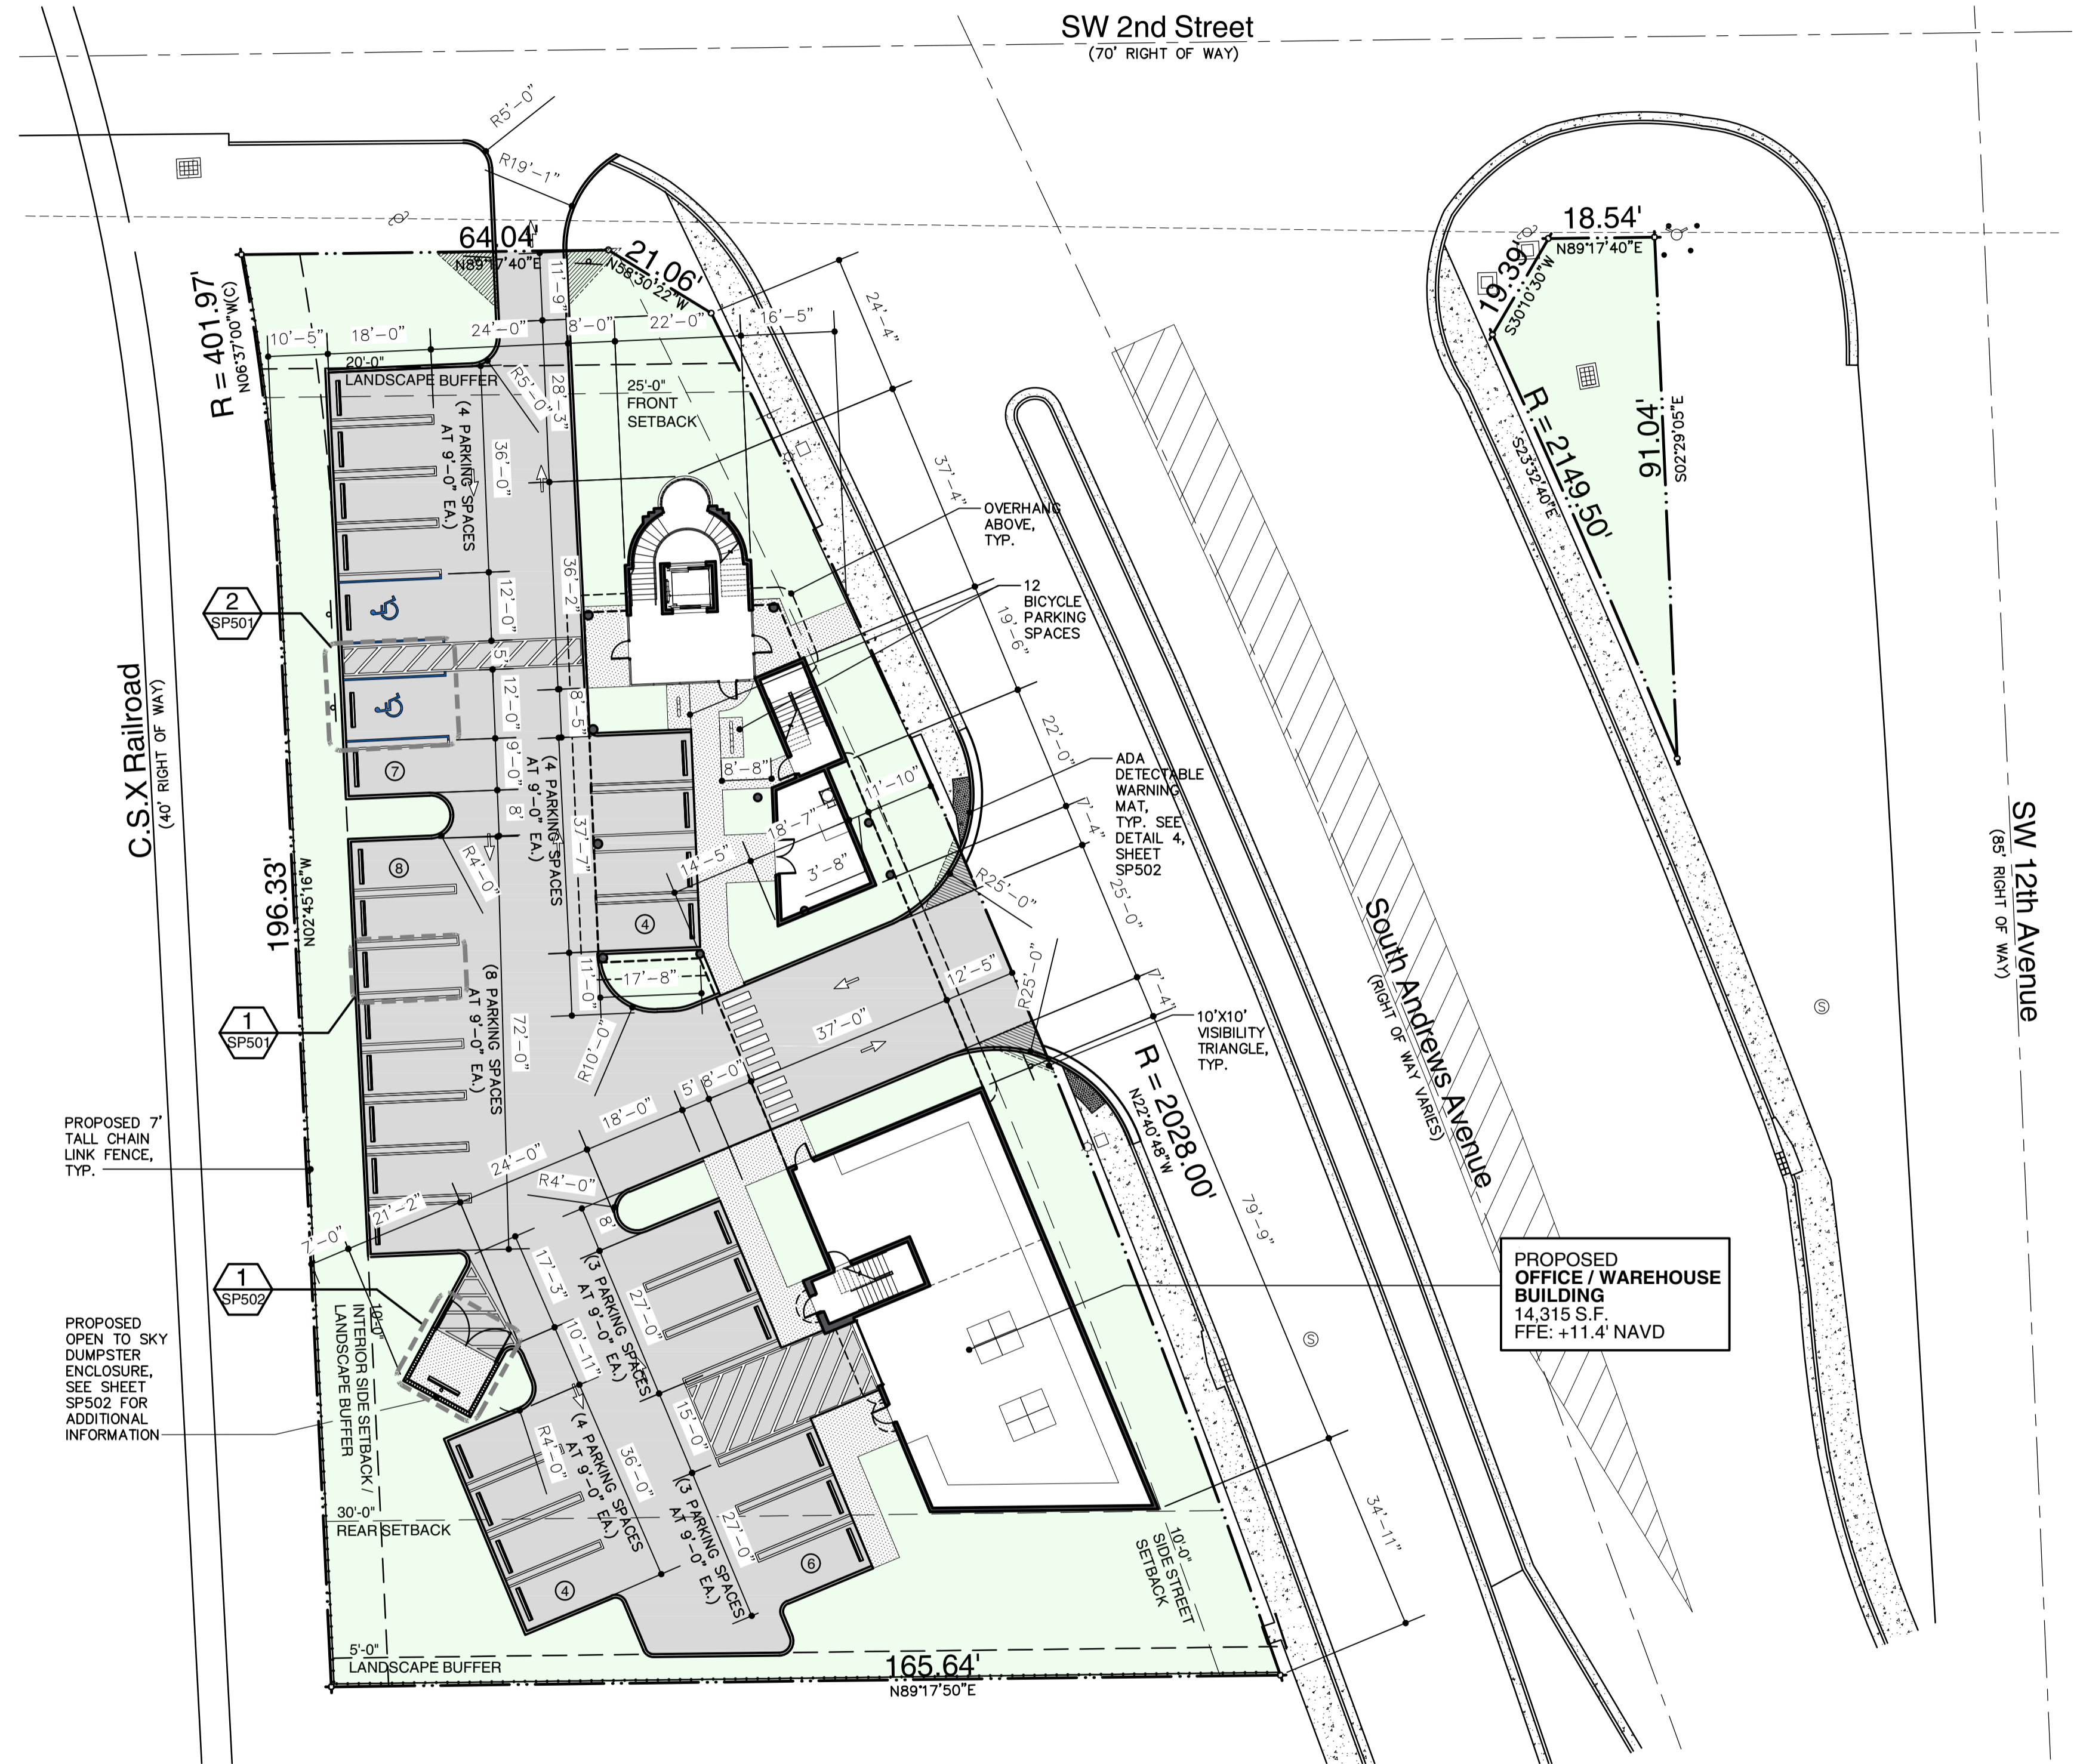 SW 2nd Street
(70' RIGHT OF WAY)
R5'-0"
R19'-1"
64.04'
N89°17'40"E
21.06'
N58°30'22"W
R = 401.97'
N06°37'00"W(C)
11'-9"
10'-5"
18'-0"
24'-0"
8'-0"
22'-0"
16'-5"
24'-4"
20'-0"
LANDSCAPE BUFFER
R5'-0"
28'-3"
25'-0"
FRONT
SETBACK
(4 PARKING SPACES
AT 9'-0" EA.)
36'-0"
37'-4"
18.54'
N89°17'40"E
19.39'
S30°10'30"W
R = 2149.50'
S23°32'40"E
91.04'
S02°29'05"E
OVERHANG
ABOVE,
TYP.
12
BICYCLE
PARKING
SPACES
2
SP501
12'-0"
36'-2"
5'
12'-0"
8'-5"
19'-6"
22'-0"
C.S.X Railroad
(40' RIGHT OF WAY)
7
9'-0"
8'
(4 PARKING SPACES
AT 9'-0" EA.)
37'-7"
8'-8"
11'-10"
18'-7"
14'-5"
3'-8"
ADA
DETECTABLE
WARNING
MAT,
TYP. SEE
DETAIL 4,
SHEET
SP502
7'-4"
25'-0"
R25'-0"
SW 12th Avenue
(85' RIGHT OF WAY)
196.33'
N02°45'16"W
8
R4'-0"
4
South Andrews Avenue
(RIGHT OF WAY VARIES)
1
SP501
(8 PARKING SPACES
AT 9'-0" EA.)
72'-0"
11'-0"
17'-8"
R10'-0"
12'-5"
37'-0"
R25'-0"
7'-4"
10'X10'
VISIBILITY
TRIANGLE,
TYP.
S
R = 2028.00'
N22°40'48"W
PROPOSED 7'
TALL CHAIN
LINK FENCE,
TYP.
5'
8'-0"
18'-0"
24'-0"
21'-2"
7'-0"
R4'-0"
8'
79'-9"
1
SP502
17'-3"
(3 PARKING SPACES
AT 9'-0" EA.)
27'-0"
10'-11"
PROPOSED
OFFICE / WAREHOUSE
BUILDING
14,315 S.F.
FFE: +11.4' NAVD
S
PROPOSED
OPEN TO SKY
DUMPSTER
ENCLOSURE,
SEE SHEET
SP502 FOR
ADDITIONAL
INFORMATION
10'-0"
INTERIOR SIDE SETBACK /
LANDSCAPE BUFFER
15'-0"
R4'-0"
(4 PARKING SPACES
AT 9'-0" EA.)
36'-0"
(3 PARKING SPACES
AT 9'-0" EA.)
27'-0"
34'-11"
30'-0"
REAR SETBACK
10'-0"
SIDE STREET
SETBACK
4
6
5'-0"
LANDSCAPE BUFFER
165.64'
N89°17'50"E